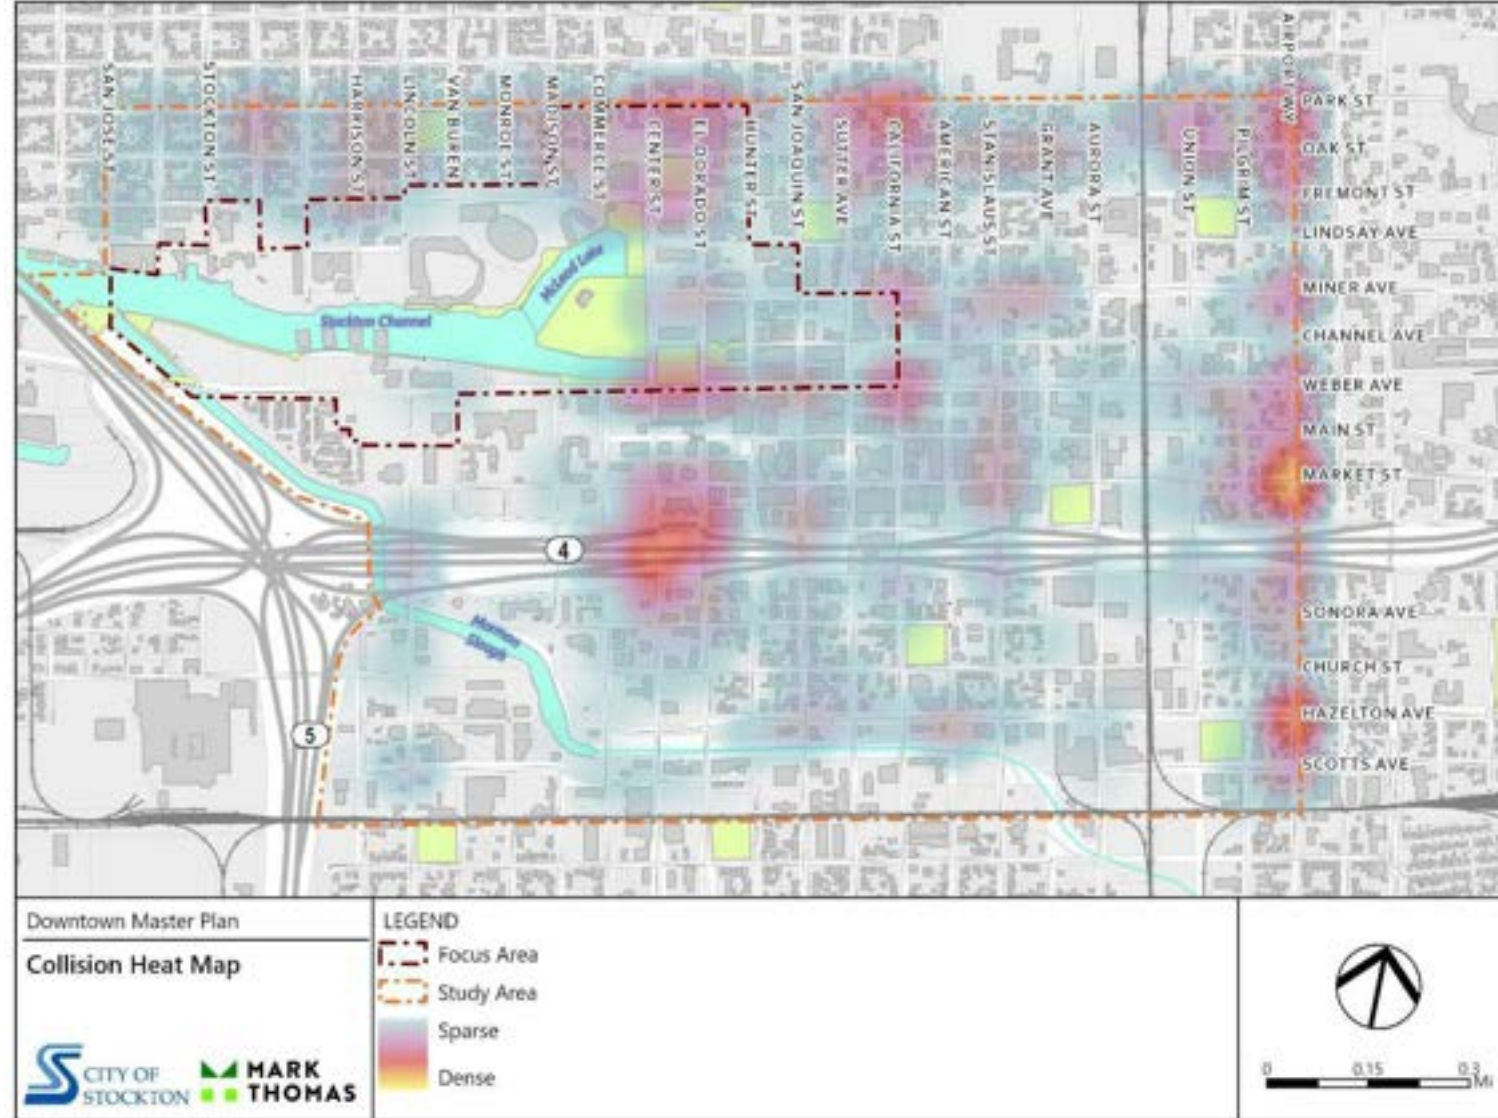 SAN JOSE ST
STOCKTON ST
HARRISON ST
LINCOLN ST
VAN BUREN
MONROE ST
MADISON ST
COMMERCE ST
CENTER ST
EL DORADO ST
HUNTER ST
SAN JOAQUIN ST
SUTTER AVE
CALIFORNIA ST
AMERICAN ST
STANISLAUS ST
GRANT AVE
AURORA ST
UNION ST
PILGRIM ST
AIRPORT WAY
PARK ST
OAK ST
FREMONT ST
LINDSAY AVE
MINER AVE
CHANNEL AVE
WEBER AVE
MAIN ST
MARKET ST
SONORA AVE
CHURCH ST
HAZELTON AVE
SCOTTS AVE
McLeod Lake
Stockton Channel
4
Mormon
Slough
5
Downtown Master Plan
Collision Heat Map
CITY OF
STOCKTON
MARK
THOMAS
LEGEND
Focus Area
Study Area
Sparse
Dense
0 0.15 0.3
Mi